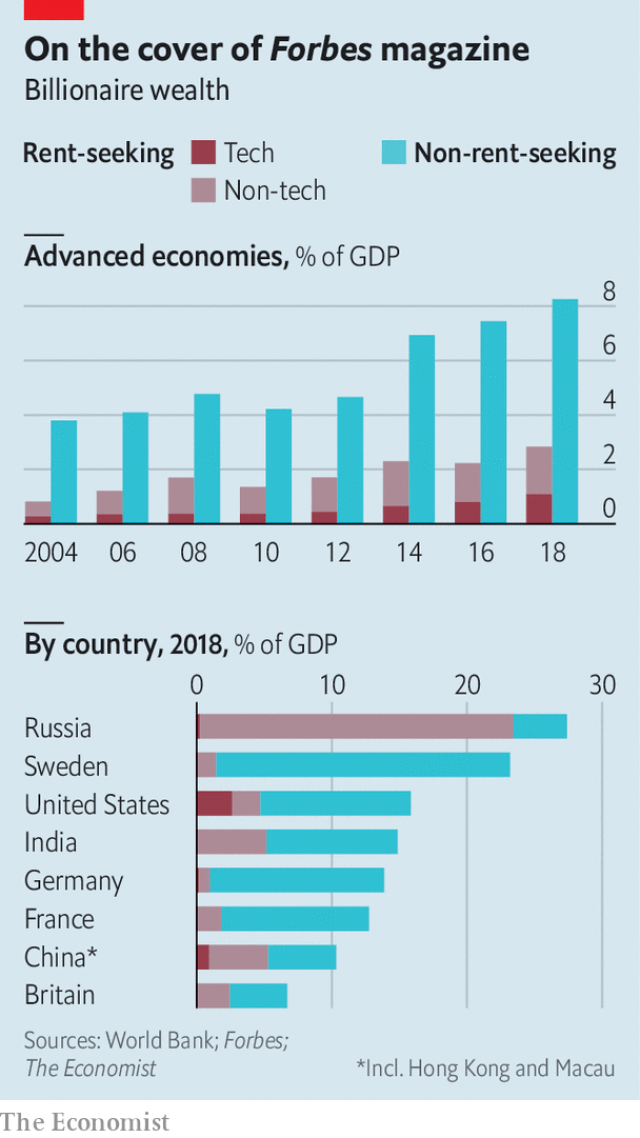 On the cover of Forbes magazine
Billionaire wealth
Rent-seeking Tech Non-rent-seeking
Non-tech
Advanced economies, % of GDP
8
6
4
2
0
2004 06 08 10 12 14 16 18
By country, 2018, % of GDP
0 10 20 30
Russia
Sweden
United States
India
Germany
France
China*
Britain
Sources: World Bank; Forbes;
The Economist *Incl. Hong Kong and Macau
The Economist